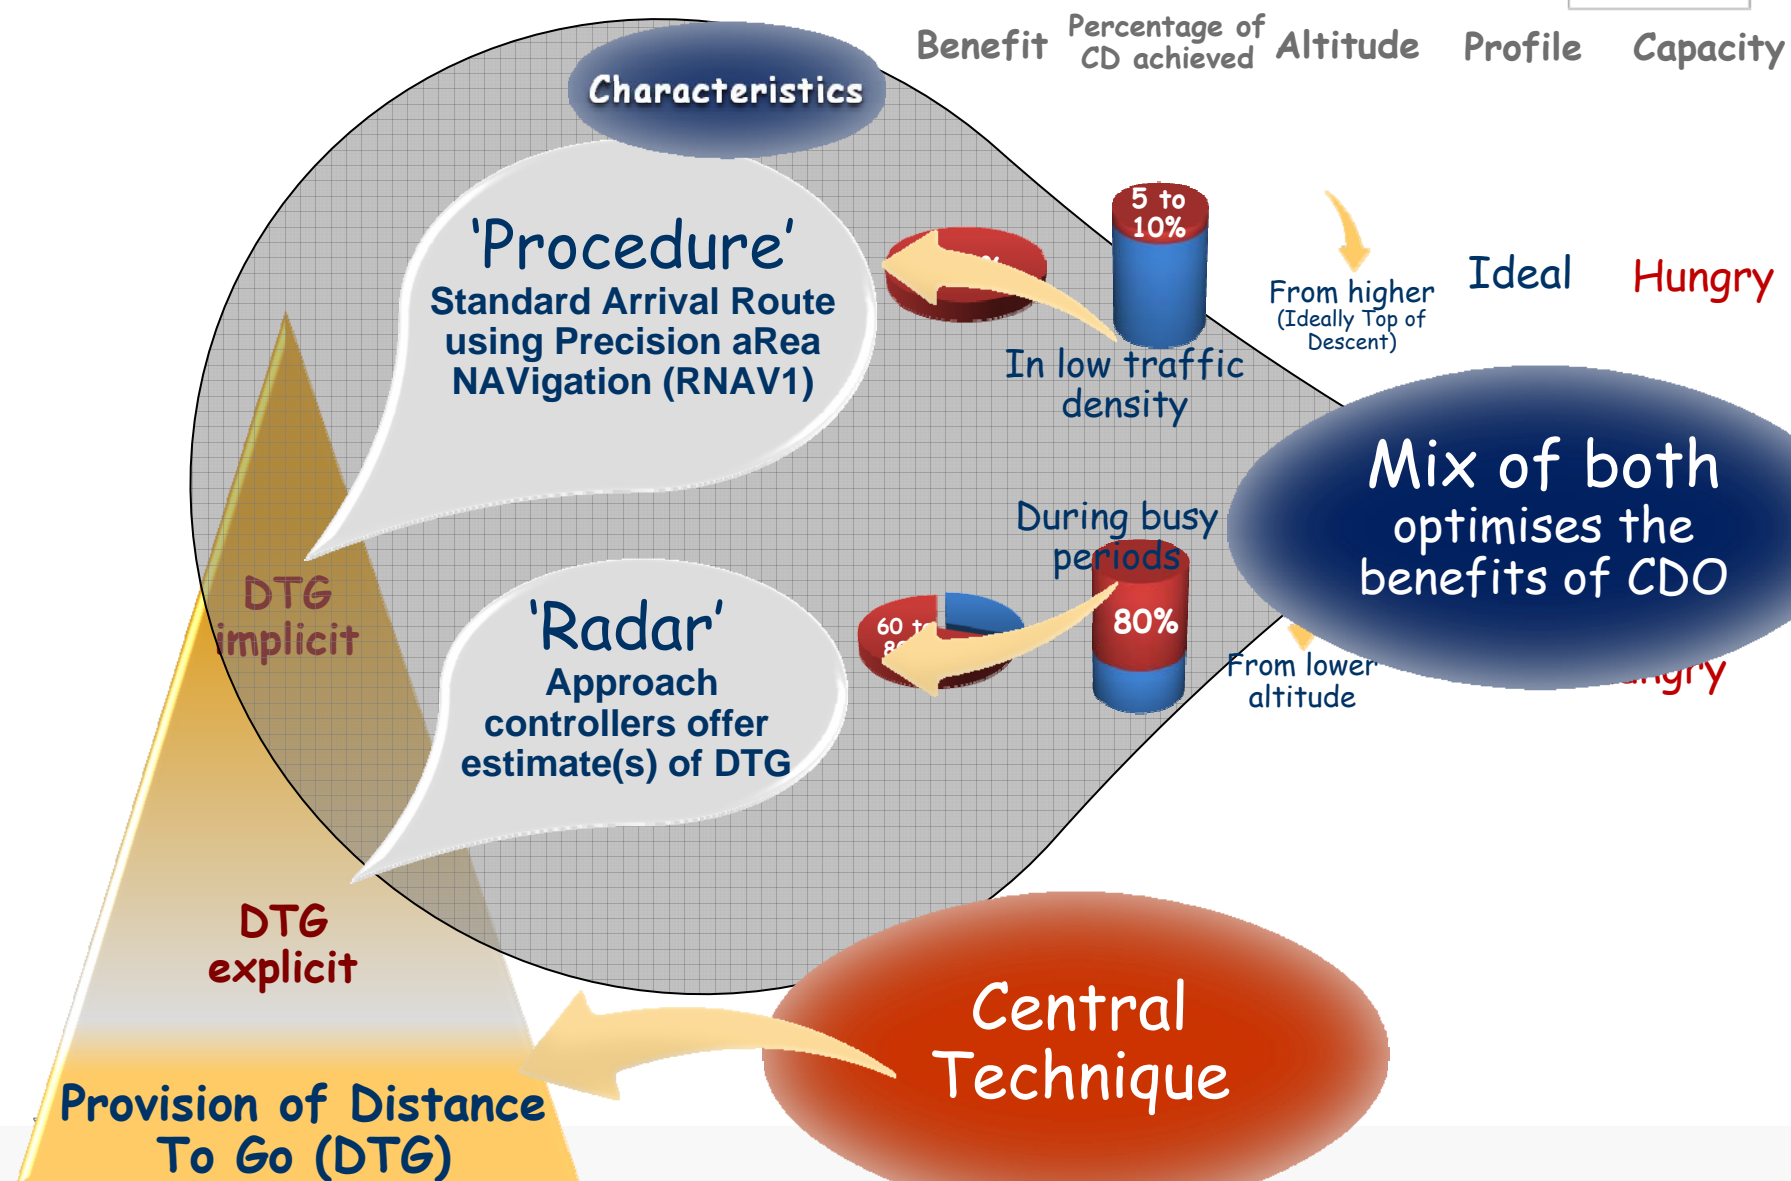 Benefit
Percentage of
CD achieved
Altitude
Profile
Capacity
Characteristics
'Procedure'
Standard Arrival Route
using Precision aRea
NAVigation (RNAV1)
5 to
10%
In low traffic
density
From higher
(Ideally Top of
Descent)
Ideal
Hungry
Mix of both
optimises the
benefits of CDO
During busy
periods
80%
60
From lower
altitude
DTG
implicit
'Radar'
Approach
controllers offer
estimate(s) of DTG
DTG
explicit
Central
Technique
Provision of Distance
To Go (DTG)